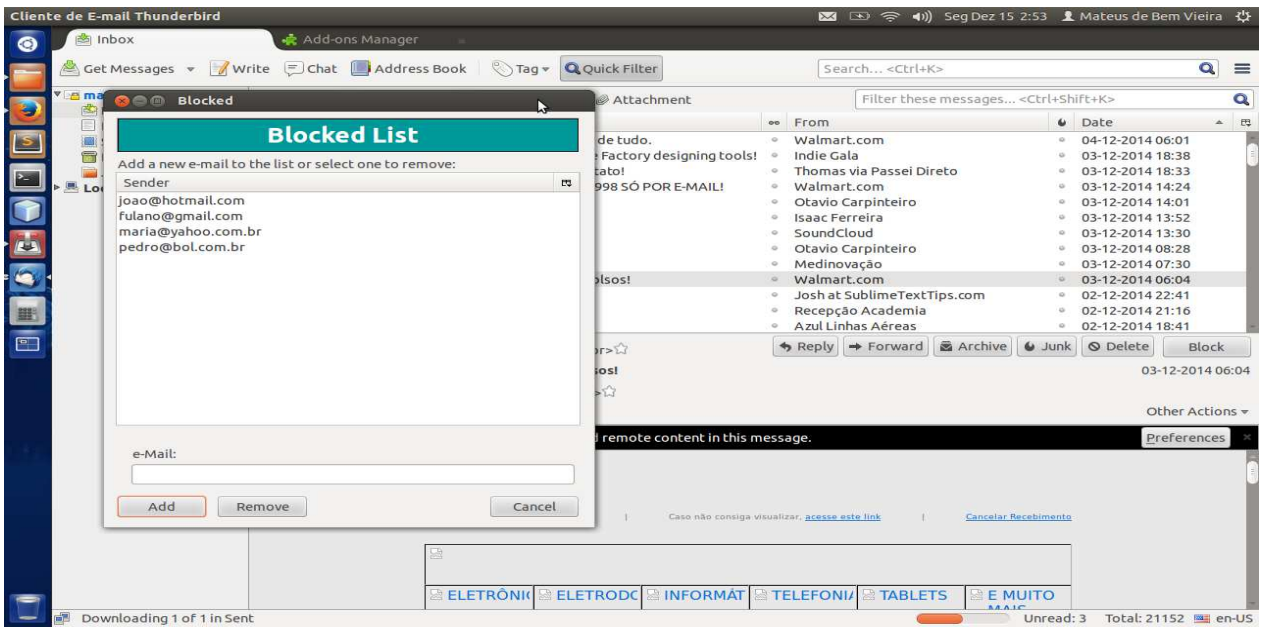 Cliente de E-mail Thunderbird Seg Dez 15 2:53 Mateus de Bem Vieira
Inbox Add-ons Manager
Get Messages Write Chat Address Book Tag Quick Filter Search... <Ctrl+K>
Blocked Attachment Filter these messages... <Ctrl+Shift+K>
Blocked List
Add a new e-mail to the list or select one to remove:
Sender
joao@hotmail.com
fulano@gmail.com
maria@yahoo.com.br
pedro@bol.com.br
e-Mail:
Add Remove Cancel
From Date
de tudo. Walmart.com 04-12-2014 06:01
Factory designing tools! Indie Gala 03-12-2014 18:38
Thomas via Passei Direto 03-12-2014 18:33
998 SÓ POR E-MAIL! Walmart.com 03-12-2014 14:24
Otavio Carpinteiro 03-12-2014 14:01
Isaac Ferreira 03-12-2014 13:52
SoundCloud 03-12-2014 13:30
Otavio Carpinteiro 03-12-2014 08:28
Medinovação 03-12-2014 07:30
Walmart.com 03-12-2014 06:04
Josh at SublimeTextTips.com 02-12-2014 22:41
Recepção Academia 02-12-2014 21:16
Azul Linhas Aéreas 02-12-2014 18:41
Reply Forward Archive Junk Delete Block
03-12-2014 06:04
Other Actions
remote content in this message. Preferences
Caso não consiga visualizar, acesse este link | Cancelar Recebimento
ELETRÔNI ELETRODO INFORMÁT TELEFONI TABLETS E MUITO
Downloading 1 of 1 in Sent Unread: 3 Total: 21152 en-US